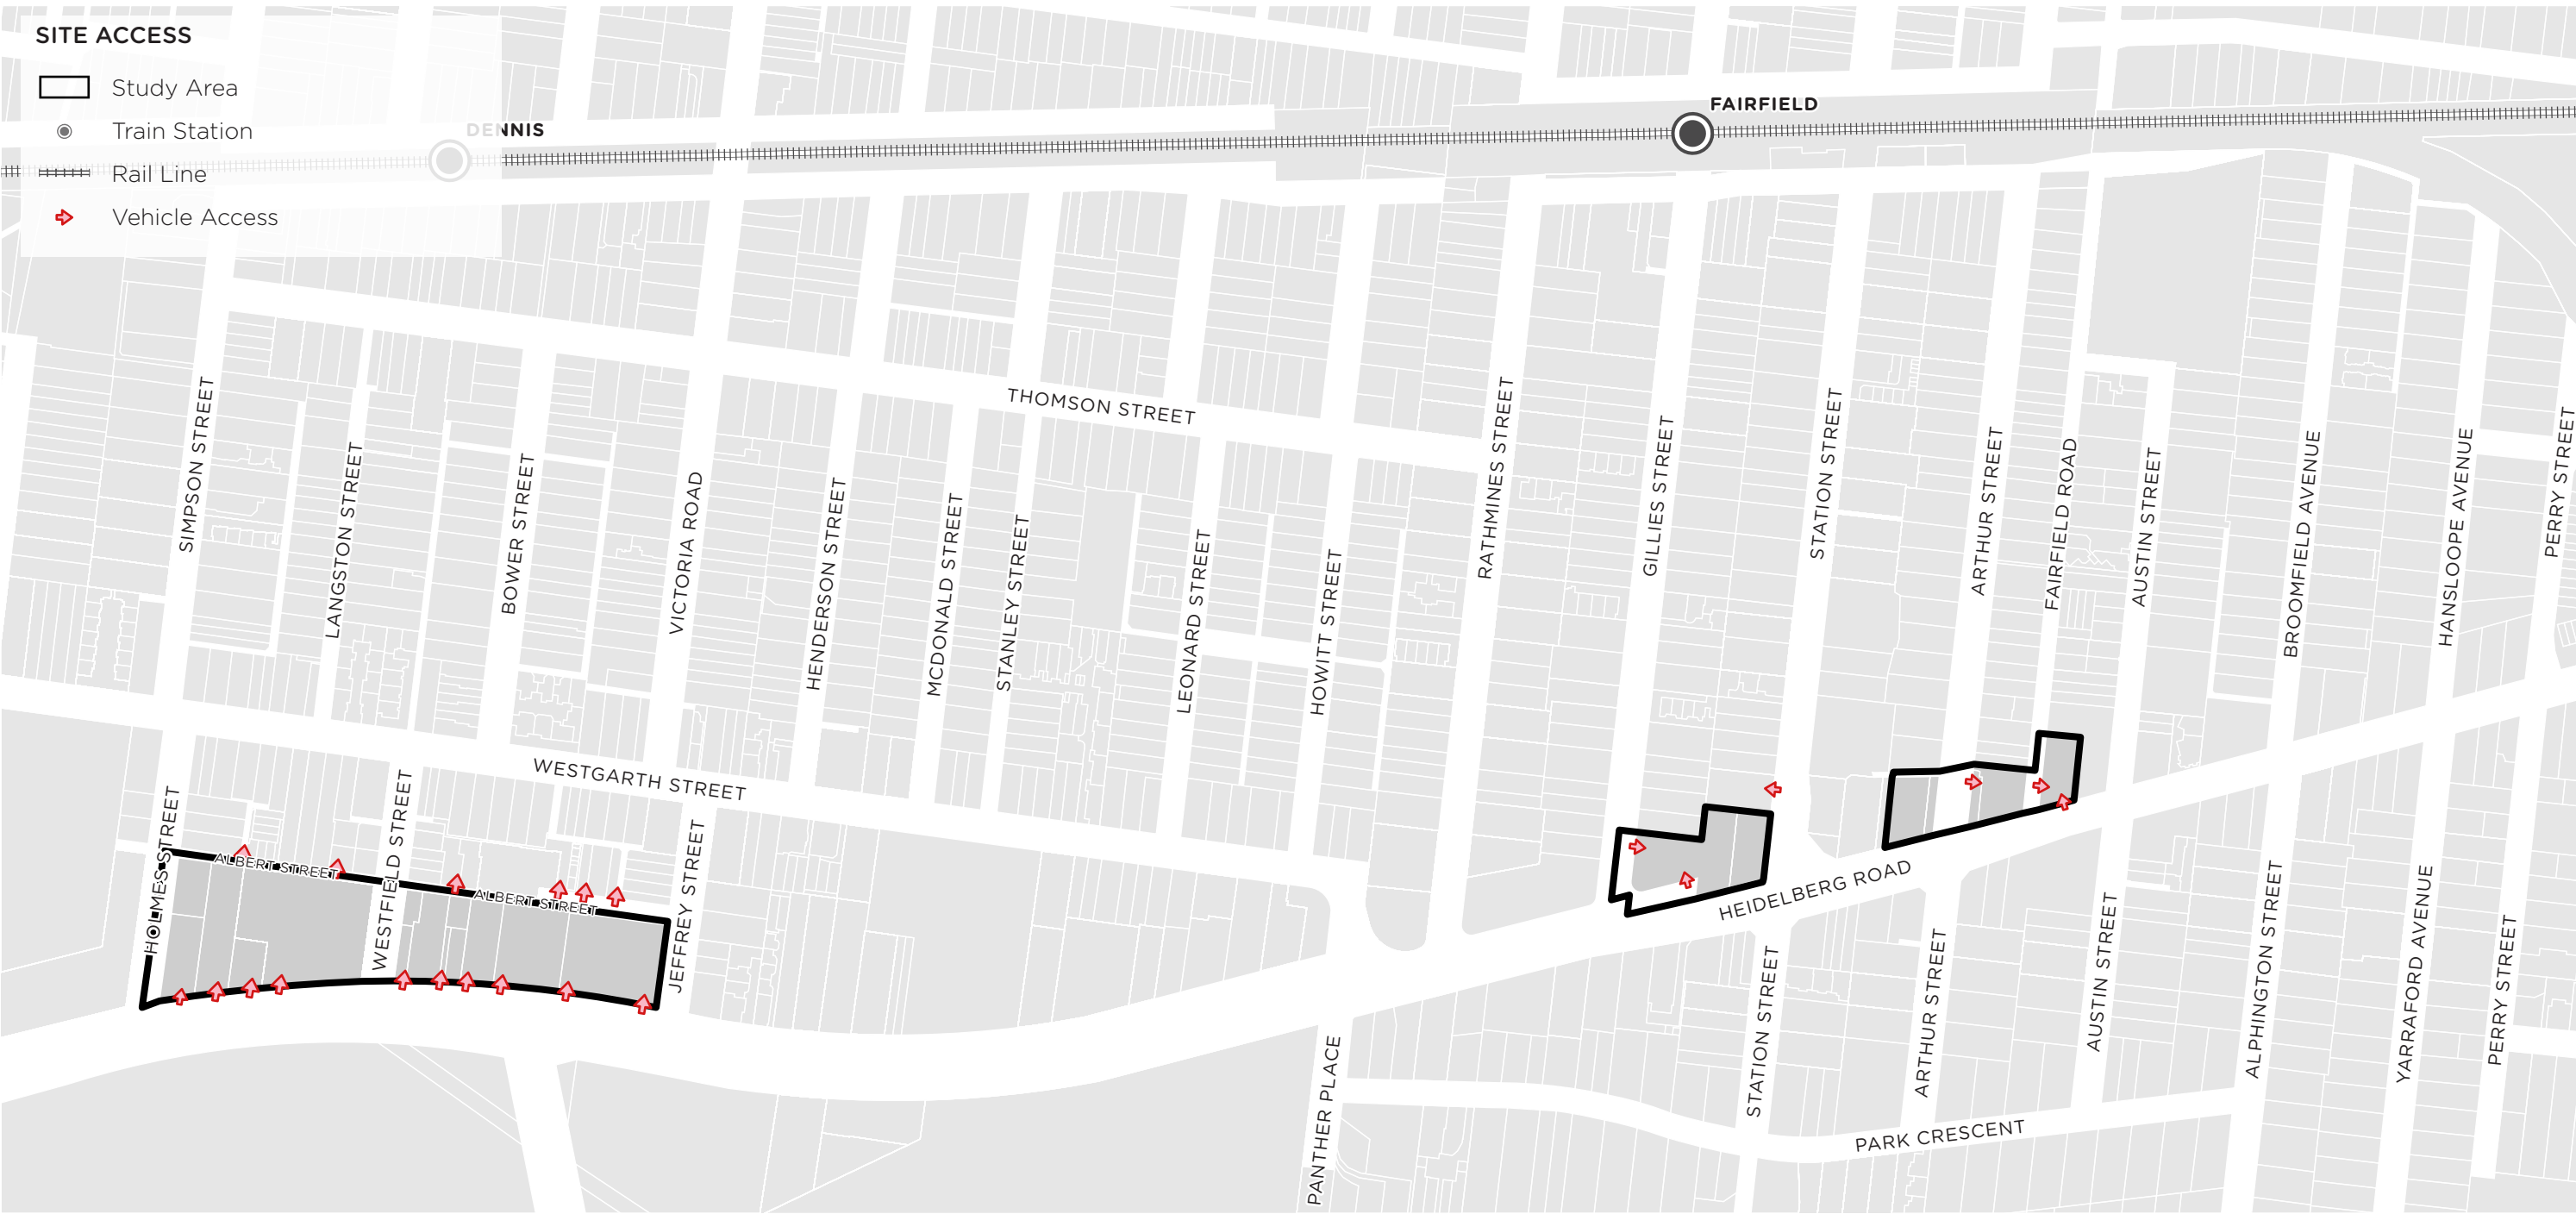 SITE ACCESS
Study Area
Train Station
Rail Line
Vehicle Access
DENNIS
FAIRFIELD
THOMSON STREET
SIMPSON STREET
LANGSTON STREET
BOWER STREET
VICTORIA ROAD
HENDERSON STREET
MCDONALD STREET
STANLEY STREET
LEONARD STREET
HOWITT STREET
RATHMINES STREET
GILLIES STREET
STATION STREET
ARTHUR STREET
FAIRFIELD ROAD
AUSTIN STREET
BROOMFIELD AVENUE
HANSLOOPE AVENUE
PERRY STREET
WESTGARTH STREET
HOLMES STREET
ALBERT STREET
WESTFIELD STREET
ALBERT STREET
JEFFREY STREET
HEIDELBERG ROAD
PANTHER PLACE
STATION STREET
ARTHUR STREET
AUSTIN STREET
ALPHINGTON STREET
YARRAFORD AVENUE
PERRY STREET
PARK CRESCENT